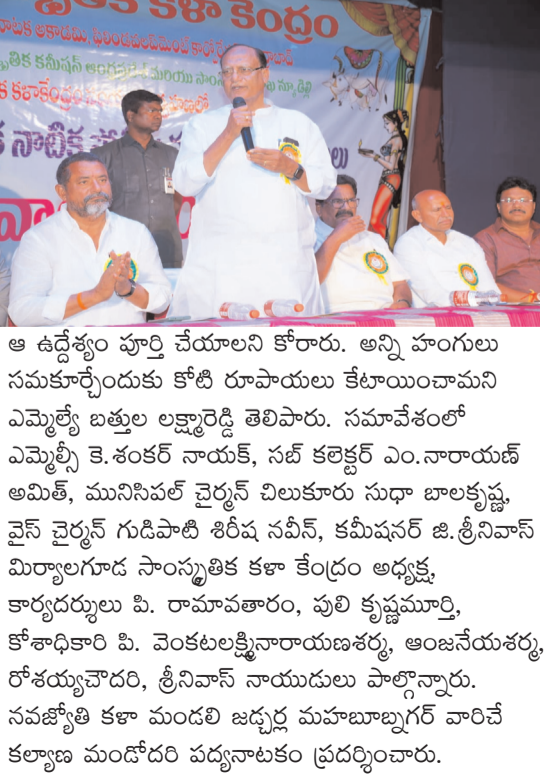 కళా కేంద్రం
నాటిక
ఆ ఉద్దేశ్యం పూర్తి చేయాలని కోరారు. అన్ని హంగులు
సమకూర్చేందుకు కోటి రూపాయలు కేటాయించామని
ఎమ్మెల్యే బత్తుల లక్ష్మారెడ్డి తెలిపారు. సమావేశంలో
ఎమ్మెల్సీ కె.శంకర్ నాయక్, సబ్ కలెక్టర్ ఎం.నారాయణ్
అమిత్, మునిసిపల్ చైర్మన్ చిలుకూరు సుధా బాలకృష్ణ,
వైస్ చైర్మన్ గుడిపాటి శిరీష నవీన్, కమీషనర్ జి.శ్రీనివాస్
మిర్యాలగూడ సాంస్కృతిక కళా కేంద్రం అధ్యక్ష,
కార్యదర్శులు పి. రామావతారం, పులి కృష్ణమూర్తి,
కోశాధికారి పి. వెంకటలక్ష్మినారాయణశర్మ, ఆంజనేయశర్మ,
రోశయ్యచౌదరి, శ్రీనివాస్ నాయుడులు పాల్గొన్నారు.
నవజ్యోతి కళా మండలి జడ్చర్ల మహబూబ్నగర్ వారిచే
కల్యాణ మండోదరి పద్యనాటకం ప్రదర్శించారు.